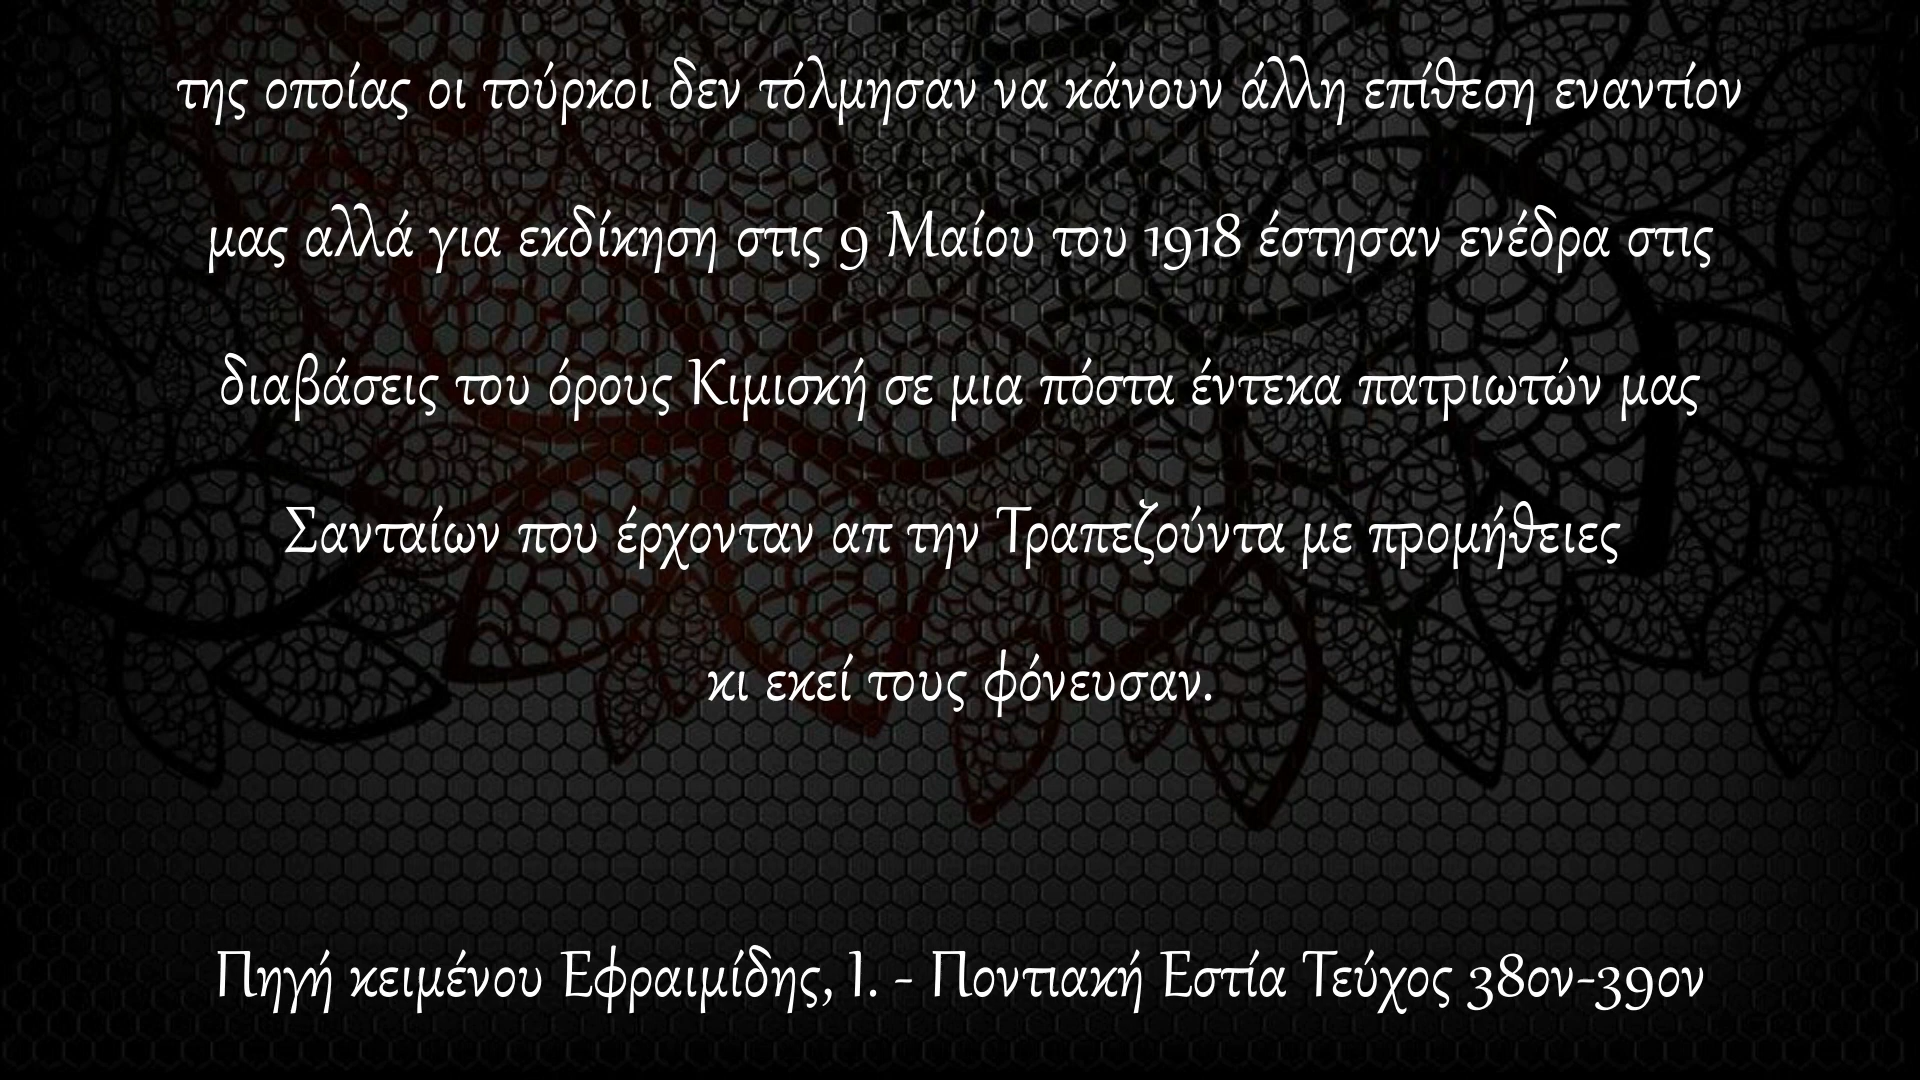 της οποίας οι τούρκοι δεν τόλμησαν να κάνουν άλλη επίθεση εναντίον
μας αλλά για εκδίκηση στις 9 Μαίου του 1918 έστησαν ενέδρα στις
διαβάσεις του όρους Κιμισκή σε μια πόστα έντεκα πατριωτών μας
Σανταίων που έρχονταν απ την Τραπεζούντα με προμήθειες
κι εκεί τους φόνευσαν.
Πηγή κειμένου Εφραιμίδης, Ι. - Ποντιακή Εστία Τεύχος 38ον-39ον